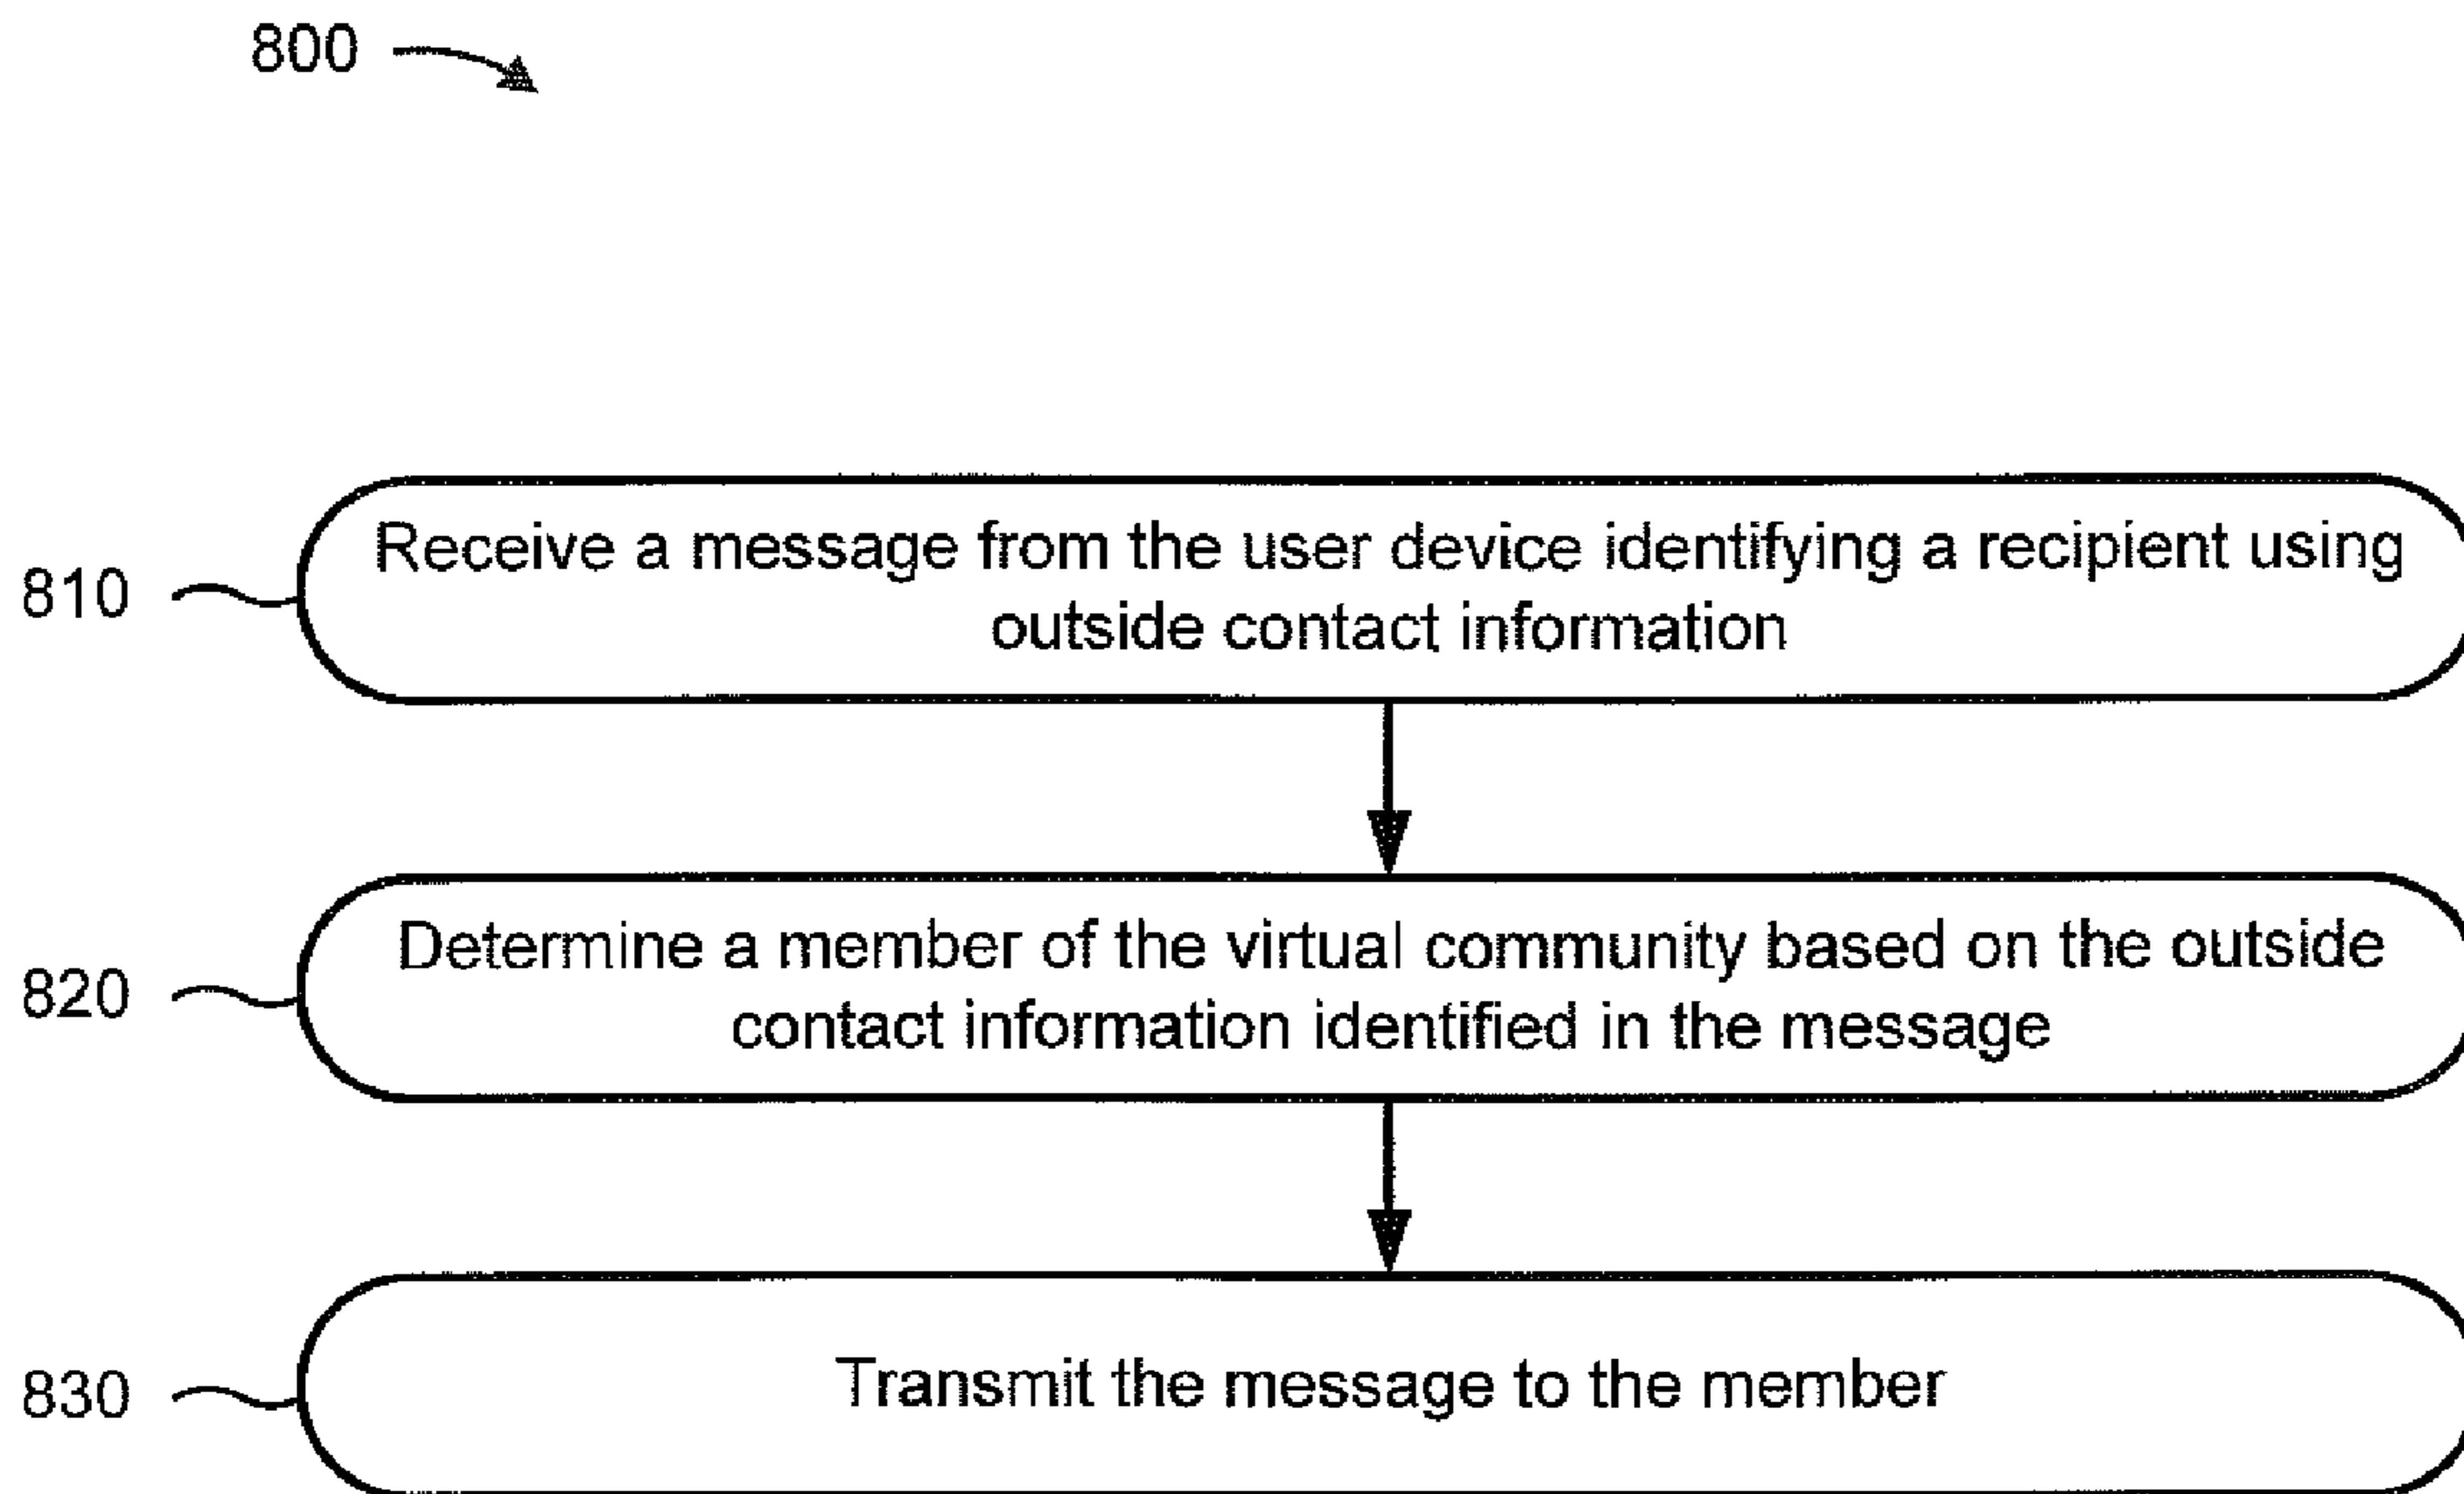 800
810
Receive a message from the user device identifying a recipient using
outside contact information
820
Determine a member of the virtual community based on the outside
contact information identified in the message
830
Transmit the message to the member